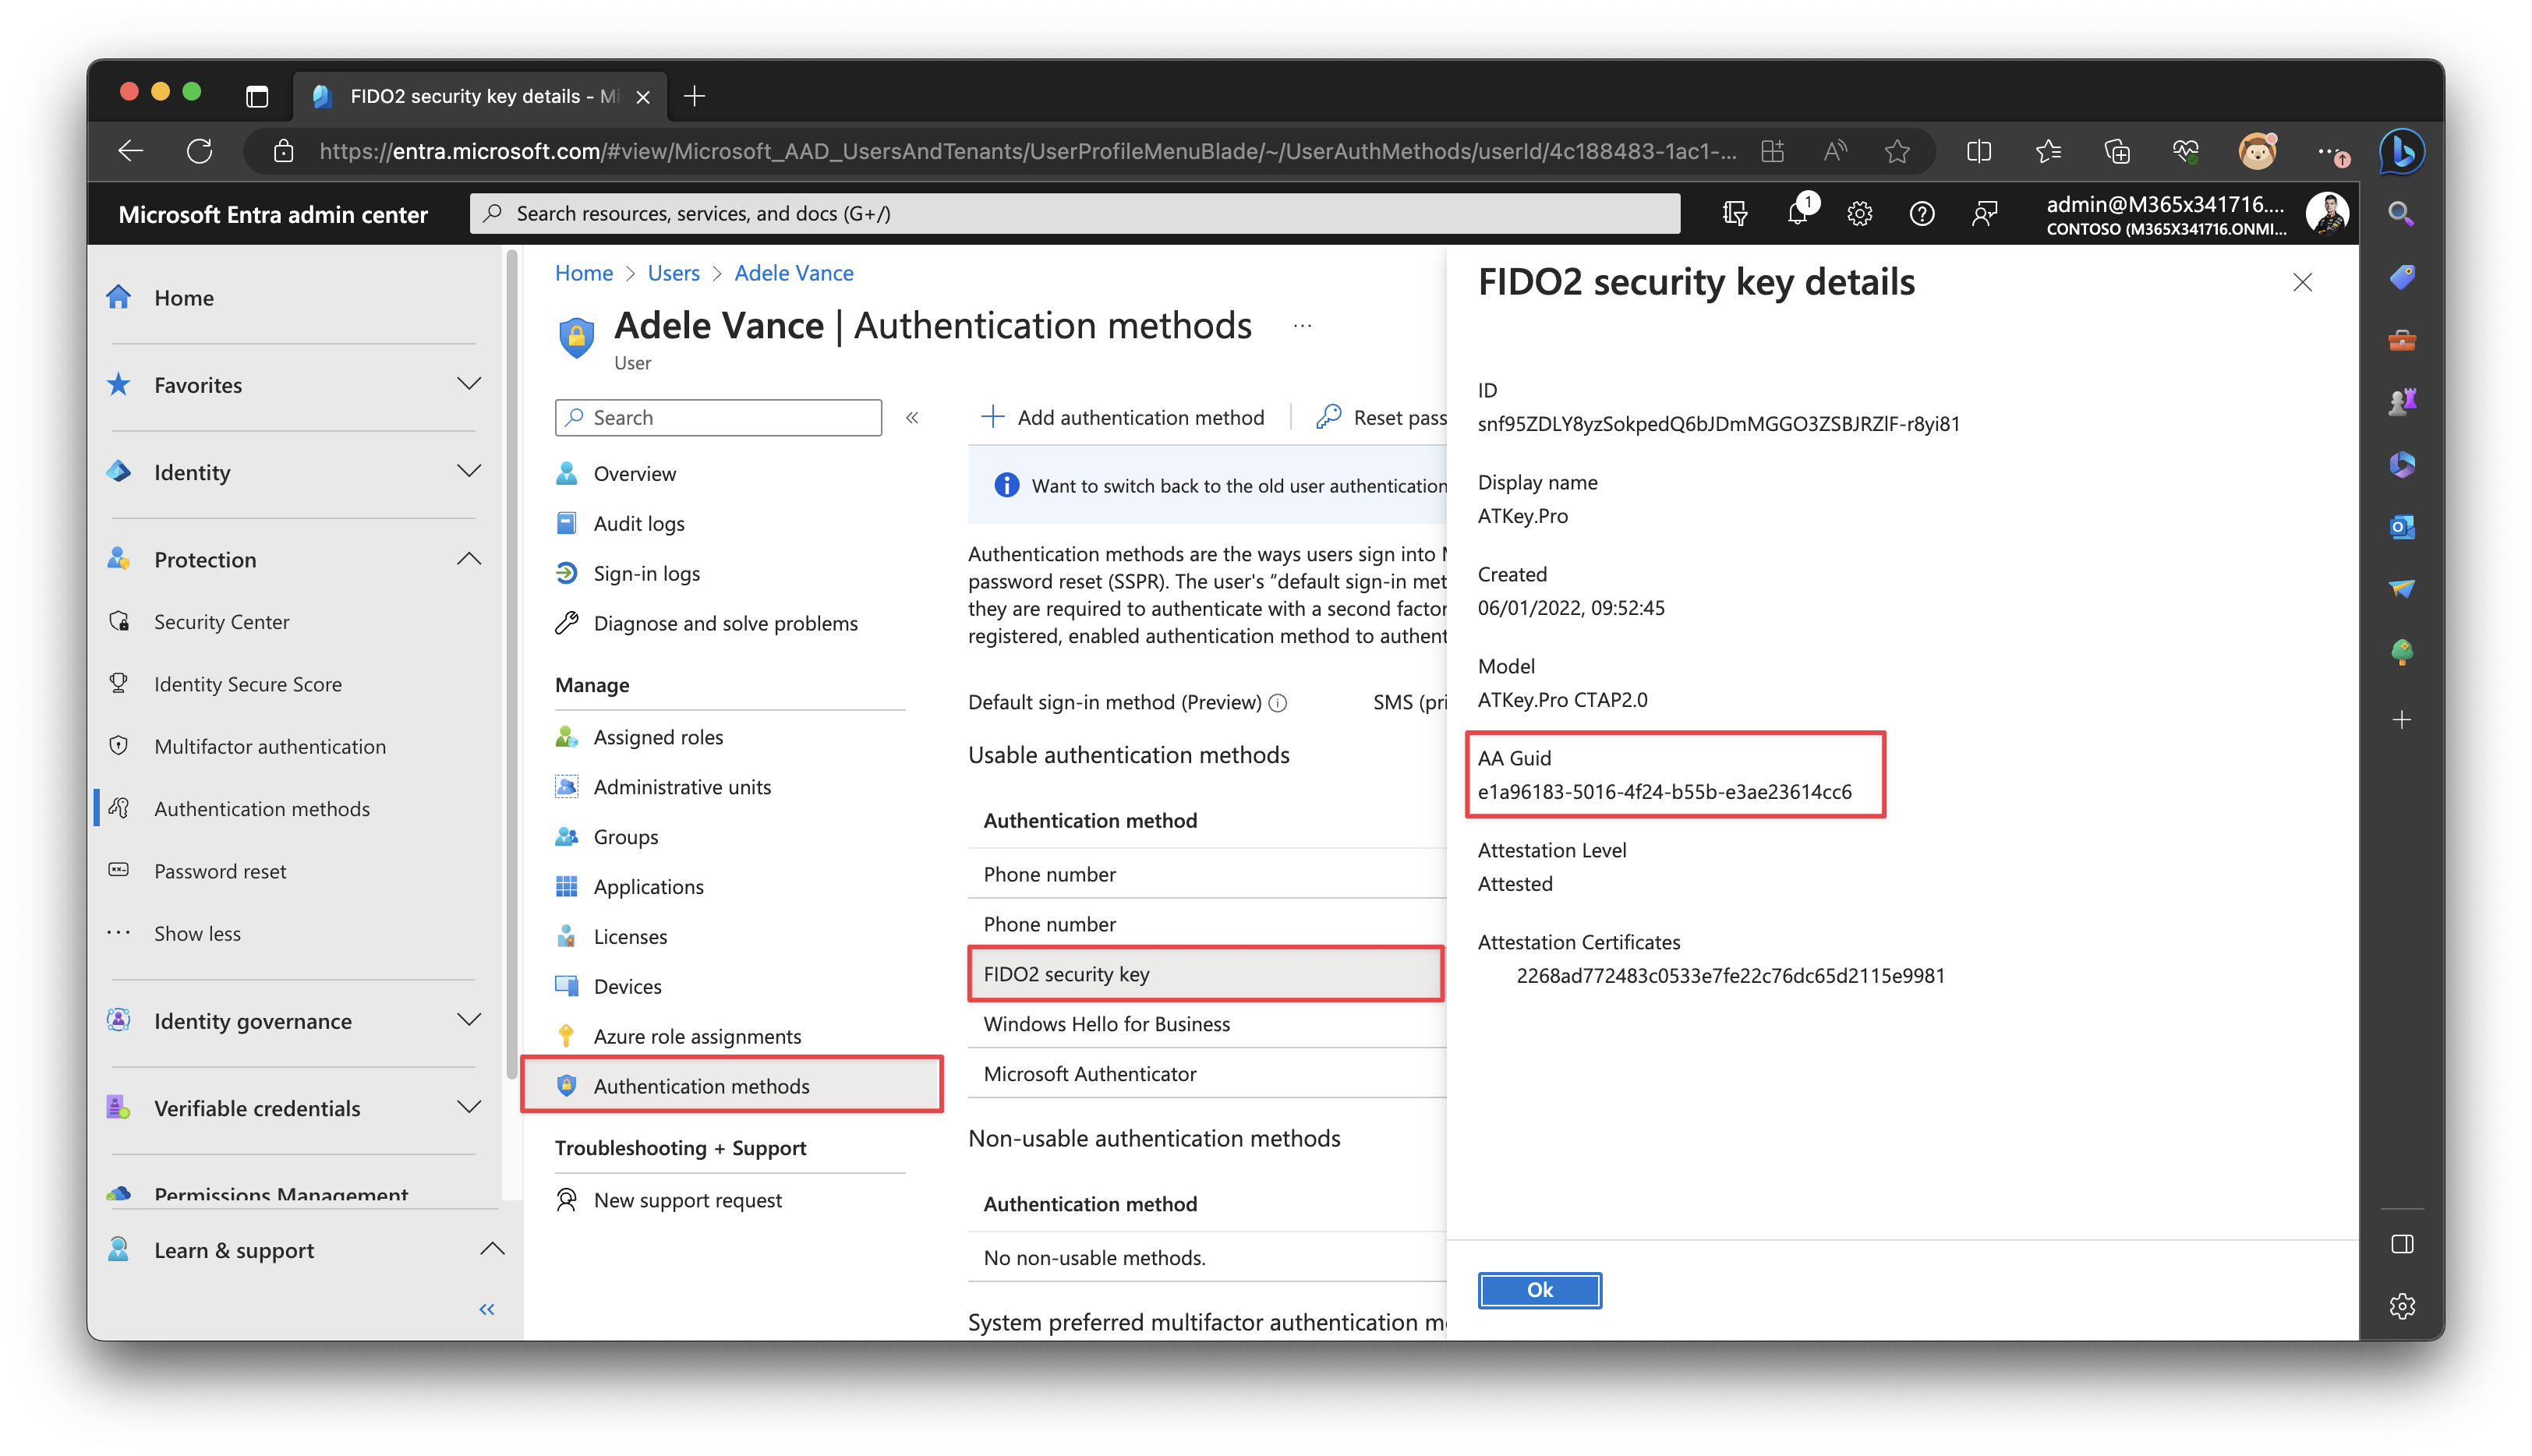 FIDO2 security key details - Mi
https://entra.microsoft.com/#view/Microsoft_AAD_UsersAndTenants/UserProfileMenuBlade/~/UserAuthMethods/userId/4c188483-1ac1-...
Microsoft Entra admin center
Search resources, services, and docs (G+/)
1
admin@M365x341716....
CONTOSO (M365X341716.ONMI...
Home
Favorites
Identity
Protection
Security Center
Identity Secure Score
Multifactor authentication
Authentication methods
Password reset
Show less
Identity governance
Verifiable credentials
Permissions Management
Learn & support
Home > Users > Adele Vance
Adele Vance | Authentication methods ...
User
Search
Overview
Audit logs
Sign-in logs
Diagnose and solve problems
Manage
Assigned roles
Administrative units
Groups
Applications
Licenses
Devices
Azure role assignments
Authentication methods
Troubleshooting + Support
New support request
Add authentication method
Reset pass
Want to switch back to the old user authentication
Authentication methods are the ways users sign into
password reset (SSPR). The user's “default sign-in met
they are required to authenticate with a second factor
registered, enabled authentication method to authent
Default sign-in method (Preview)
SMS (pri
Usable authentication methods
Authentication method
Phone number
Phone number
FIDO2 security key
Windows Hello for Business
Microsoft Authenticator
Non-usable authentication methods
Authentication method
No non-usable methods.
System preferred multifactor authentication m
FIDO2 security key details
ID
snf95ZDLY8yzSokpedQ6bJDmMGGO3ZSBJRZlF-r8yi81
Display name
ATKey.Pro
Created
06/01/2022, 09:52:45
Model
ATKey.Pro CTAP2.0
AA Guid
e1a96183-5016-4f24-b55b-e3ae23614cc6
Attestation Level
Attested
Attestation Certificates
2268ad772483c0533e7fe22c76dc65d2115e9981
Ok